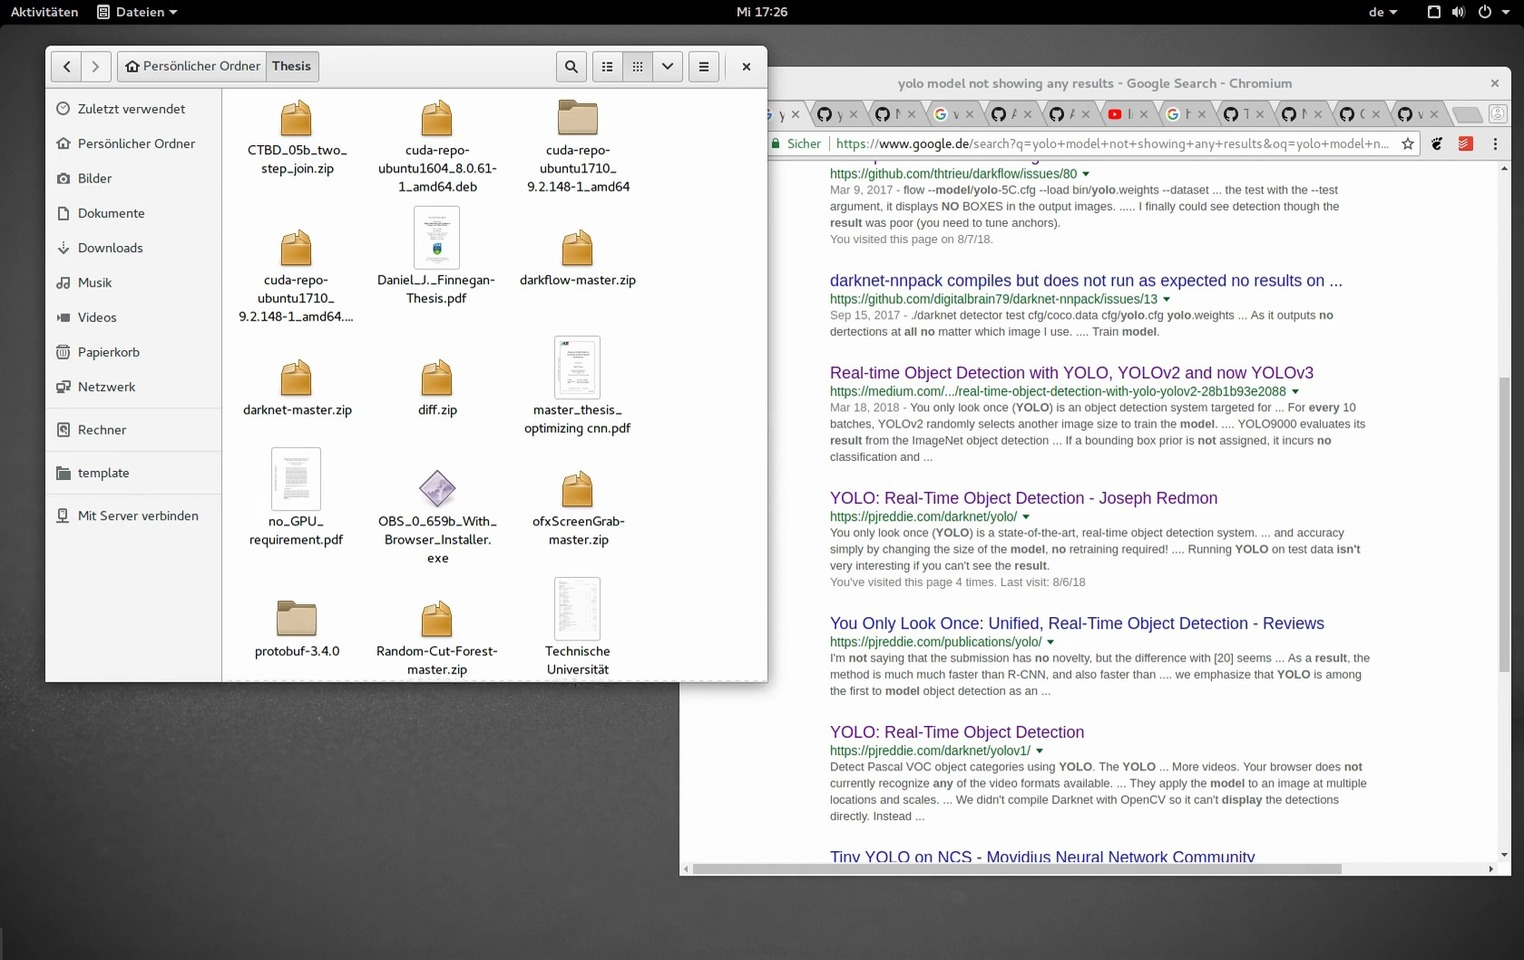 Aktivitäten
Dateien
Mi 17:26
de
Persönlicher Ordner
Thesis
Zuletzt verwendet
Persönlicher Ordner
Bilder
Dokumente
Downloads
Musik
Videos
Papierkorb
Netzwerk
Rechner
template
Mit Server verbinden
CTBD_05b_two_
step_join.zip
cuda-repo-
ubuntu1604_8.0.61-
1_amd64.deb
cuda-repo-
ubuntu1710_
9.2.148-1_amd64
cuda-repo-
ubuntu1710_
9.2.148-1_amd64....
Daniel_J._Finnegan-
Thesis.pdf
darkflow-master.zip
darknet-master.zip
diff.zip
master_thesis_
optimizing cnn.pdf
no_GPU_
requirement.pdf
OBS_0_659b_With_
Browser_Installer.
exe
ofxScreenGrab-
master.zip
protobuf-3.4.0
Random-Cut-Forest-
master.zip
Technische
Universität
yolo model not showing any results - Google Search - Chromium
Sicher
https://www.google.de/search?q=yolo+model+not+showing+any+results&oq=yolo+model+n...
https://github.com/thtrieu/darkflow/issues/80
Mar 9, 2017 - flow --model/yolo-5C.cfg --load bin/yolo.weights --dataset ... the test with the --test
argument, it displays NO BOXES in the output images. ..... I finally could see detection though the
result was poor (you need to tune anchors).
You visited this page on 8/7/18.
darknet-nnpack compiles but does not run as expected no results on ...
https://github.com/digitalbrain79/darknet-nnpack/issues/13
Sep 15, 2017 - ./darknet detector test cfg/coco.data cfg/yolo.cfg yolo.weights ... As it outputs no
dertections at all no matter which image I use. .... Train model.
Real-time Object Detection with YOLO, YOLOv2 and now YOLOv3
https://medium.com/.../real-time-object-detection-with-yolo-yolov2-28b1b93e2088
Mar 18, 2018 - You only look once (YOLO) is an object detection system targeted for ... For every 10
batches, YOLOv2 randomly selects another image size to train the model. .... YOLO9000 evaluates its
result from the ImageNet object detection ... If a bounding box prior is not assigned, it incurs no
classification and ...
YOLO: Real-Time Object Detection - Joseph Redmon
https://pjreddie.com/darknet/yolo/
You only look once (YOLO) is a state-of-the-art, real-time object detection system. ... and accuracy
simply by changing the size of the model, no retraining required! .... Running YOLO on test data isn't
very interesting if you can't see the result.
You've visited this page 4 times. Last visit: 8/6/18
You Only Look Once: Unified, Real-Time Object Detection - Reviews
https://pjreddie.com/publications/yolo/
I'm not saying that the submission has no novelty, but the difference with [20] seems ... As a result, the
method is much much faster than R-CNN, and also faster than .... we emphasize that YOLO is among
the first to model object detection as an ...
YOLO: Real-Time Object Detection
https://pjreddie.com/darknet/yolov1/
Detect Pascal VOC object categories using YOLO. The YOLO ... More videos. Your browser does not
currently recognize any of the video formats available. ... They apply the model to an image at multiple
locations and scales. ... We didn't compile Darknet with OpenCV so it can't display the detections
directly. Instead ...
Tiny YOLO on NCS - Movidius Neural Network Community